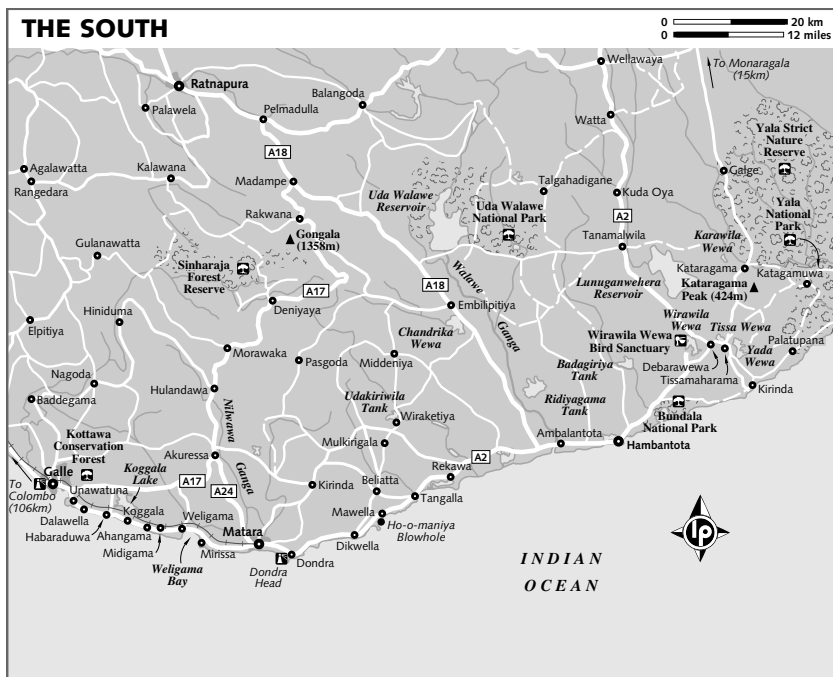 THE SOUTH
0 20 km
0 12 miles
To Monaragala
(15km)
Wellawaya
Ratnapura
Balangoda
Palawela
Pelmadulla
Watta
Yala Strict
Nature
Reserve
A18
Agalawatta
Kalawana
Madampe
Rangedara
Uda Walawe
Reservoir
Uda Walawe
National Park
Talgahadigane
Kuda Oya
Galge
Yala
National
Park
Rakwana
A2
Gongala
(1358m)
Tanamalwila
Karawila
Wewa
Gulanawatta
Sinharaja
Forest
Reserve
Kataragama
Katagamuwa
Kataragama
Peak (424m)
A17
A18
Walawe
Ganga
Lunuganwehera
Reservoir
Deniyaya
Embilipitiya
Hiniduma
Elpitiya
Chandrika
Wewa
Wirawila
Wewa
Tissa Wewa
Wirawila Wewa
Bird Sanctuary
Palatupana
Morawaka
Pasgoda
Middeniya
Yada
Wewa
Badagiriya
Tank
Debarawewa
Tissamaharama
Nagoda
Hulandawa
Kirinda
Baddegama
Udakiriwila
Tank
Ridiyagama
Tank
Nilwawa
Ganga
Wiraketiya
Bundala
National Park
Kottawa
Conservation
Forest
Mulkirigala
Ambalantota
Hambantota
Akuressa
Koggala
Lake
A2
Galle
Rekawa
To
Colombo
(106km)
A17
A24
Kirinda
Beliatta
Unawatuna
Tangalla
Dalawella
Koggala
Weligama
Mawella
Habaraduwa
Ahangama
Matara
Ho-o-maniya
Blowhole
Midigama
Mirissa
Dikwella
Weligama
Bay
Dondra
Head
Dondra
INDIAN
OCEAN
lp